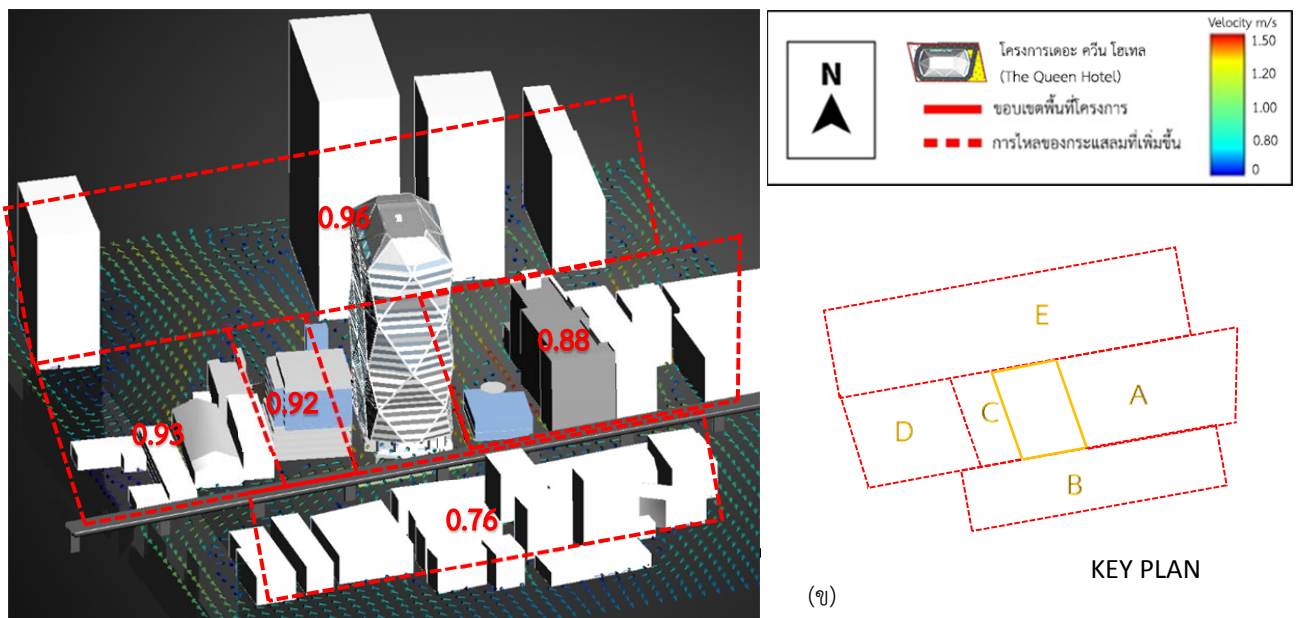 0.96
0.88
0.92
0.93
0.76
N
โครงการเดอะ ควีน โฮเทล
(The Queen Hotel)
ขอบเขตพื้นที่โครงการ
การไหลของกระแสลมที่เพิ่มขึ้น
Velocity m/s
1.50
1.20
1.00
0.80
0
E
A
C
D
B
KEY PLAN
(ข)